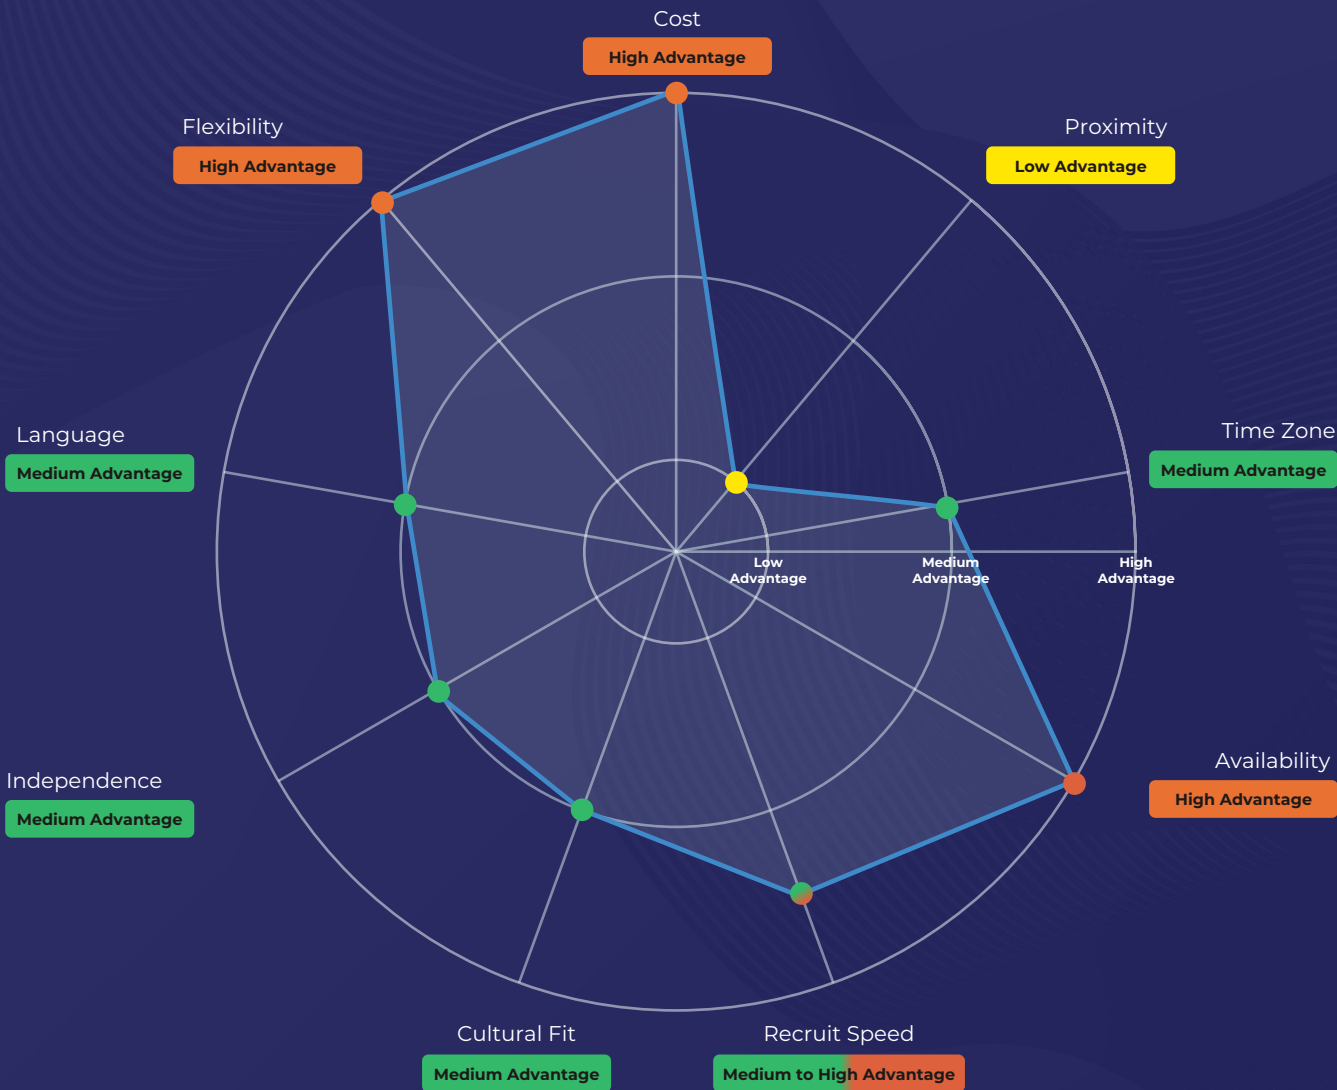 Cost
High Advantage
Flexibility
High Advantage
Proximity
Low Advantage
Language
Medium Advantage
Time Zone
Medium Advantage
Low
Advantage
Medium
Advantage
High
Advantage
Independence
Medium Advantage
Availability
High Advantage
Cultural Fit
Medium Advantage
Recruit Speed
Medium to High Advantage